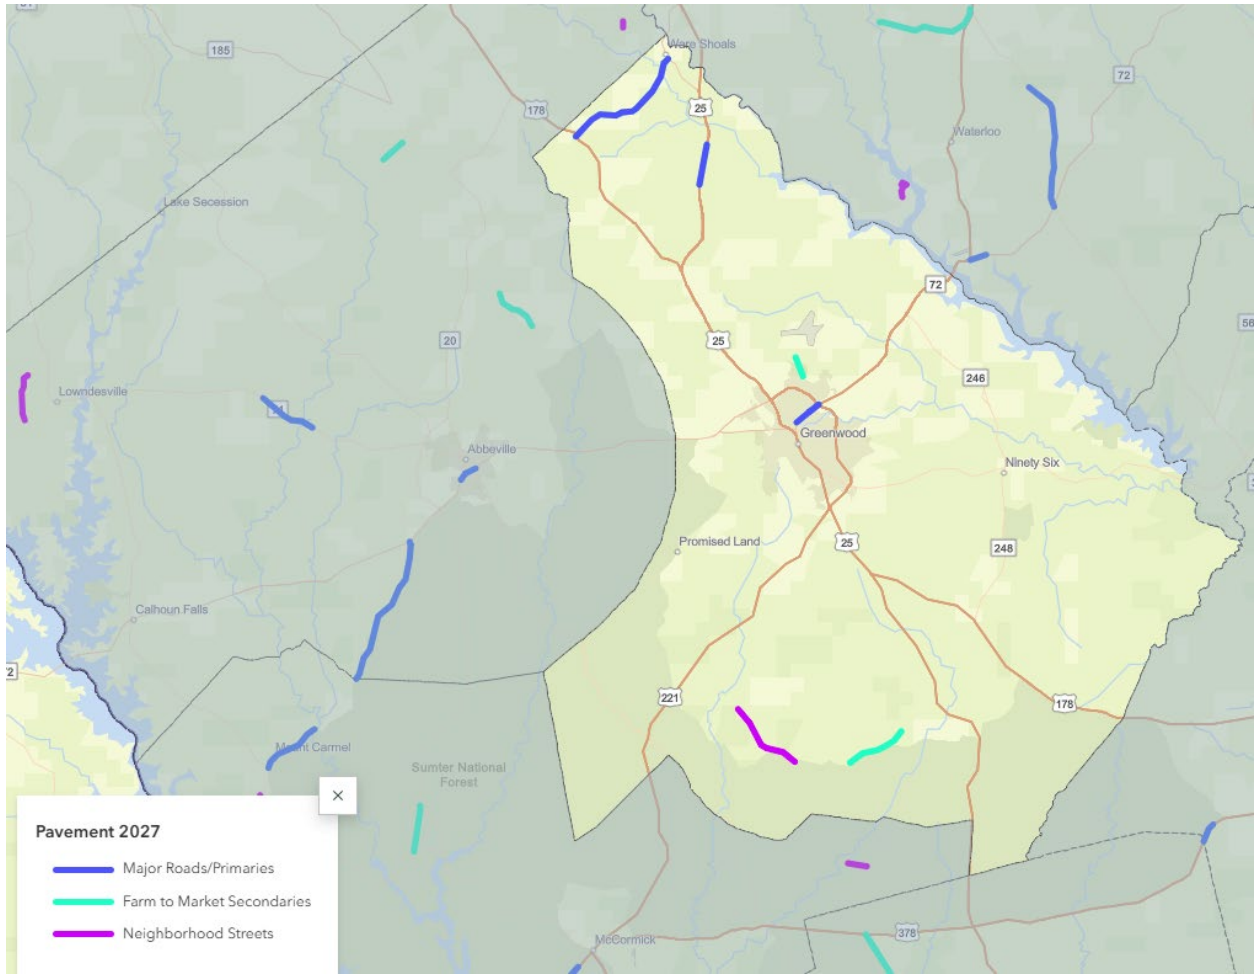 81
185
Ware Shoals
178
25
72
Waterloo
Lake Secession
72
56
20
25
246
Lowndesville
Abbeville
Greenwood
Ninety Six
Promised Land
25
248
Calhoun Falls
72
221
178
Mount Carmel
Sumter National
Forest
×
Pavement 2027
Major Roads/Primaries
Farm to Market Secondaries
Neighborhood Streets
McCormick
378